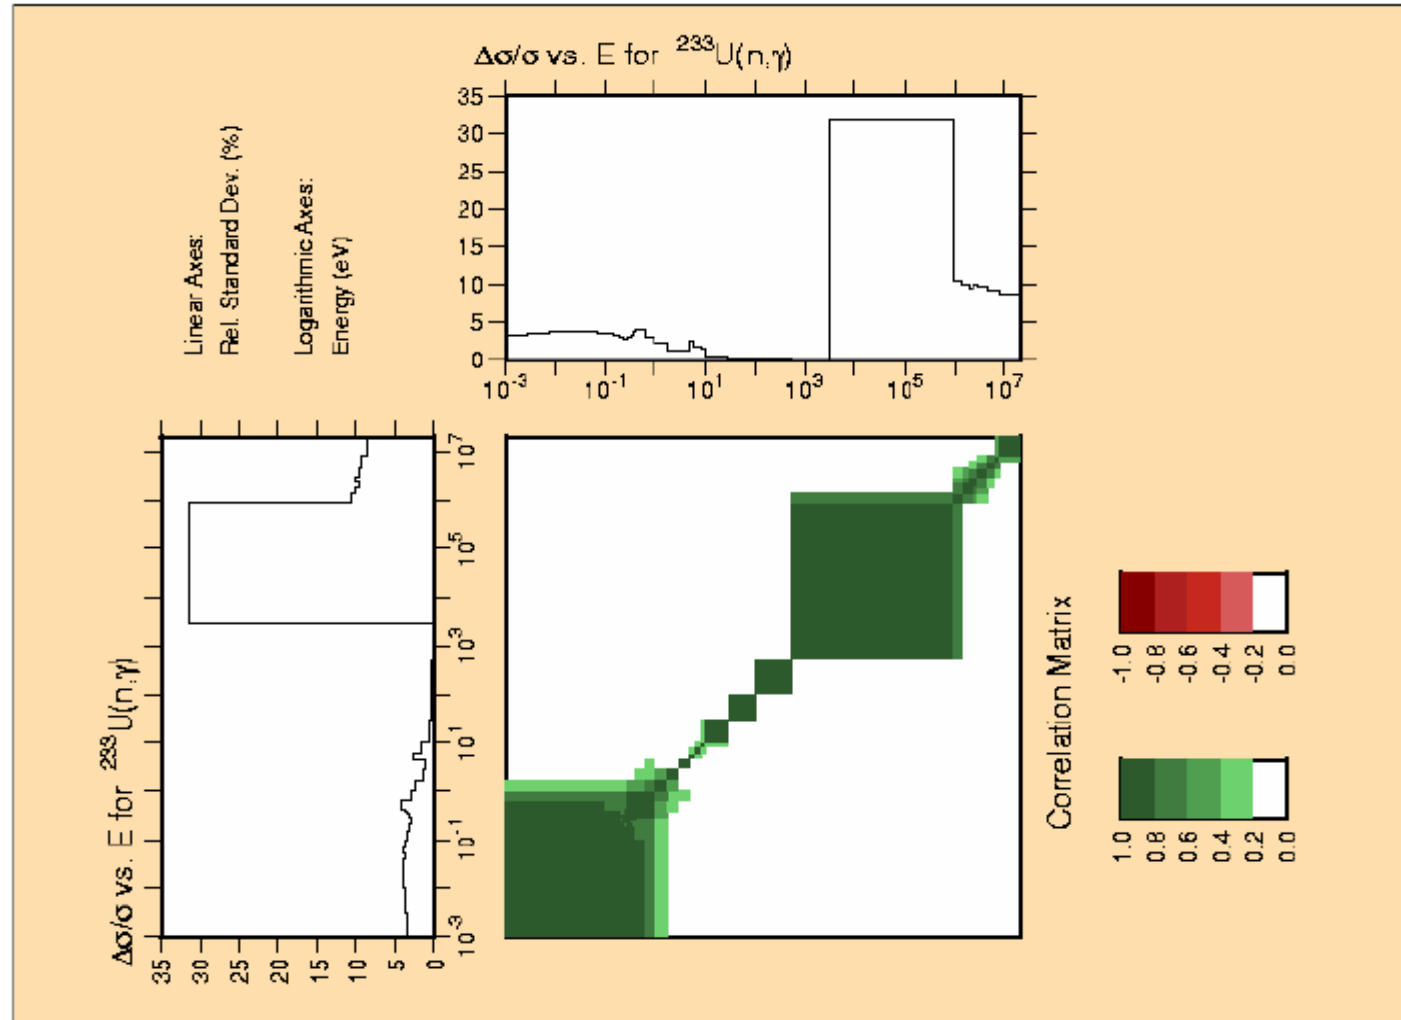 Δσ/σ vs. E for ²³³U(n,γ)
35
30
25
20
15
10
5
0
10⁻³ 10⁻¹ 10¹ 10³ 10⁵ 10⁷
Linear Axes:
Rel. Standard Dev. (%)
Logarithmic Axes:
Energy (eV)
Δσ/σ vs. E for ²³³U(n,γ)
35 30 25 20 15 10 5 0
10⁻³ 10⁻¹ 10¹ 10³ 10⁵ 10⁷
Correlation Matrix
1.0 0.8 0.6 0.4 0.2 0.0
-1.0 -0.8 -0.6 -0.4 -0.2 0.0